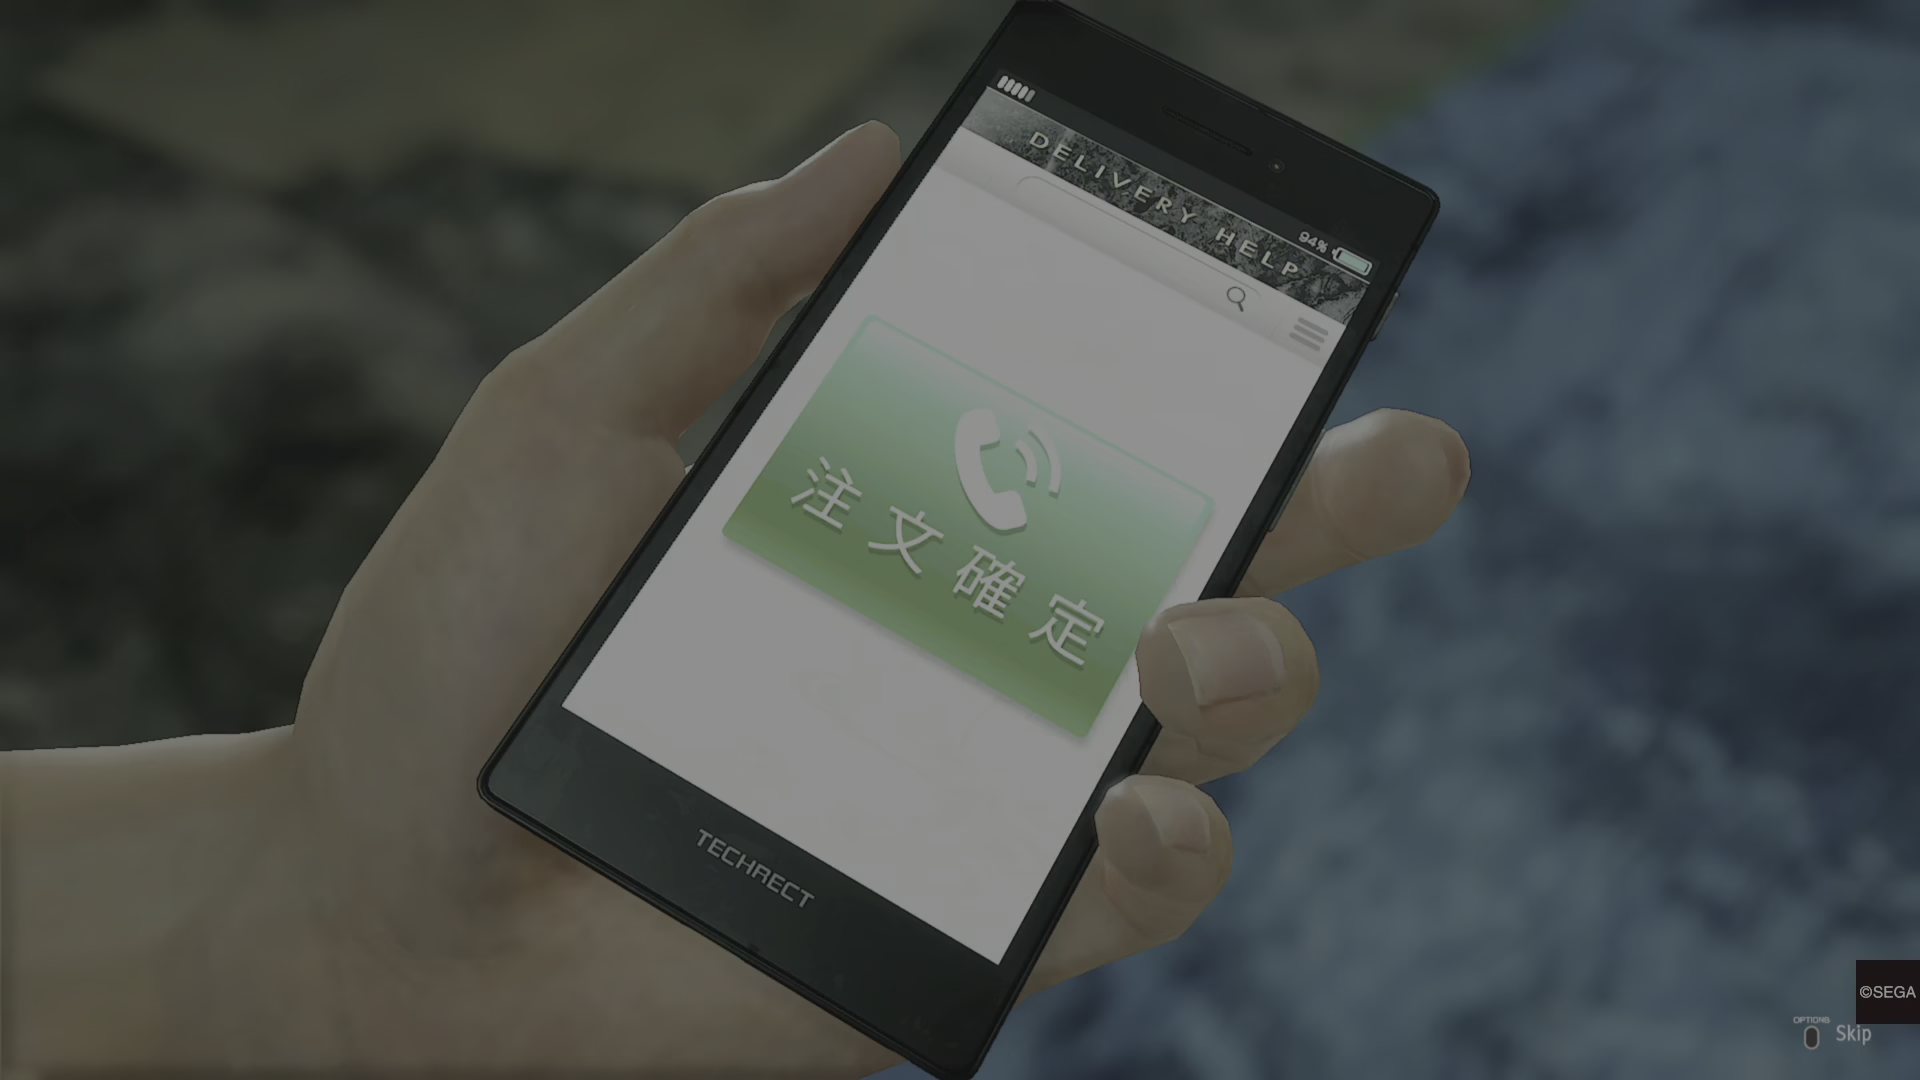 94%
DELIVERY HELP
注文確定
TECHRECT
©SEGA
OPTIONS
Skip